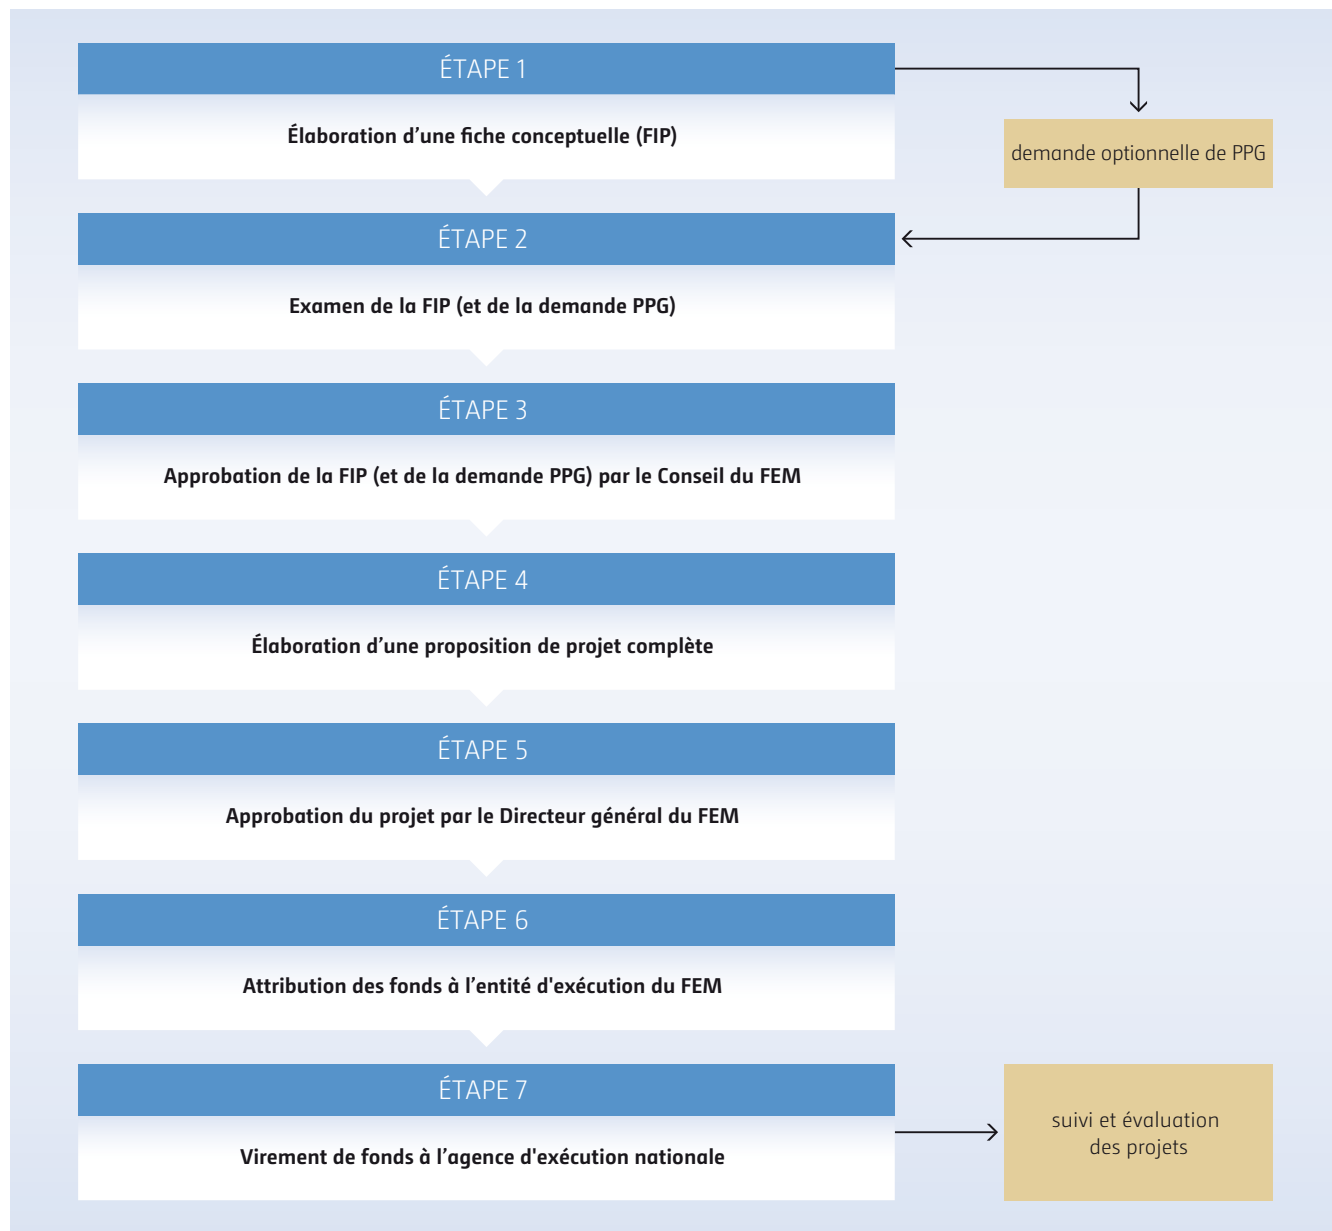 ÉTAPE 1
Élaboration d’une fiche conceptuelle (FIP)
demande optionnelle de PPG
ÉTAPE 2
Examen de la FIP (et de la demande PPG)
ÉTAPE 3
Approbation de la FIP (et de la demande PPG) par le Conseil du FEM
ÉTAPE 4
Élaboration d’une proposition de projet complète
ÉTAPE 5
Approbation du projet par le Directeur général du FEM
ÉTAPE 6
Attribution des fonds à l’entité d'exécution du FEM
ÉTAPE 7
Virement de fonds à l’agence d'exécution nationale
suivi et évaluation
des projets